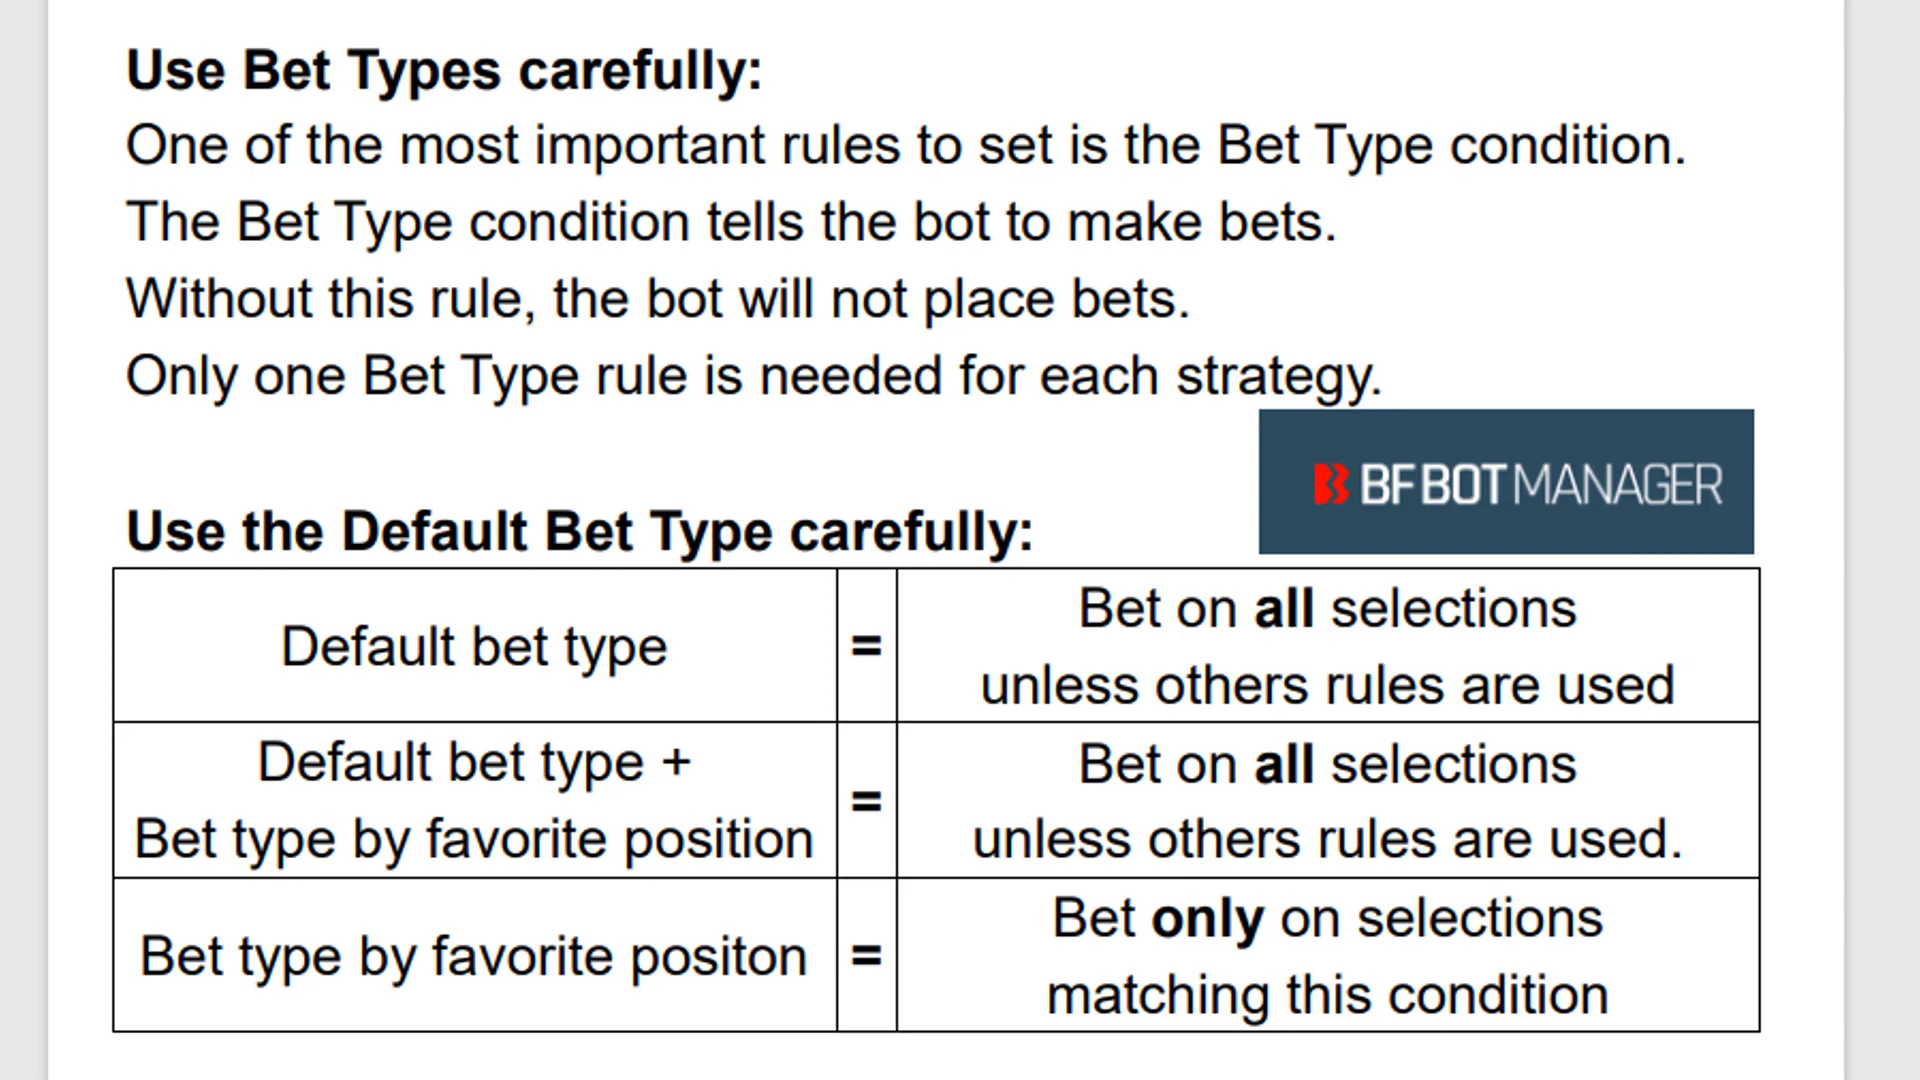 Use Bet Types carefully:
One of the most important rules to set is the Bet Type condition.
The Bet Type condition tells the bot to make bets.
Without this rule, the bot will not place bets.
Only one Bet Type rule is needed for each strategy.
BF BOT MANAGER
Use the Default Bet Type carefully:
Default bet type
=
Bet on all selections
unless others rules are used
Default bet type +
Bet type by favorite position
=
Bet on all selections
unless others rules are used.
Bet type by favorite positon
=
Bet only on selections
matching this condition